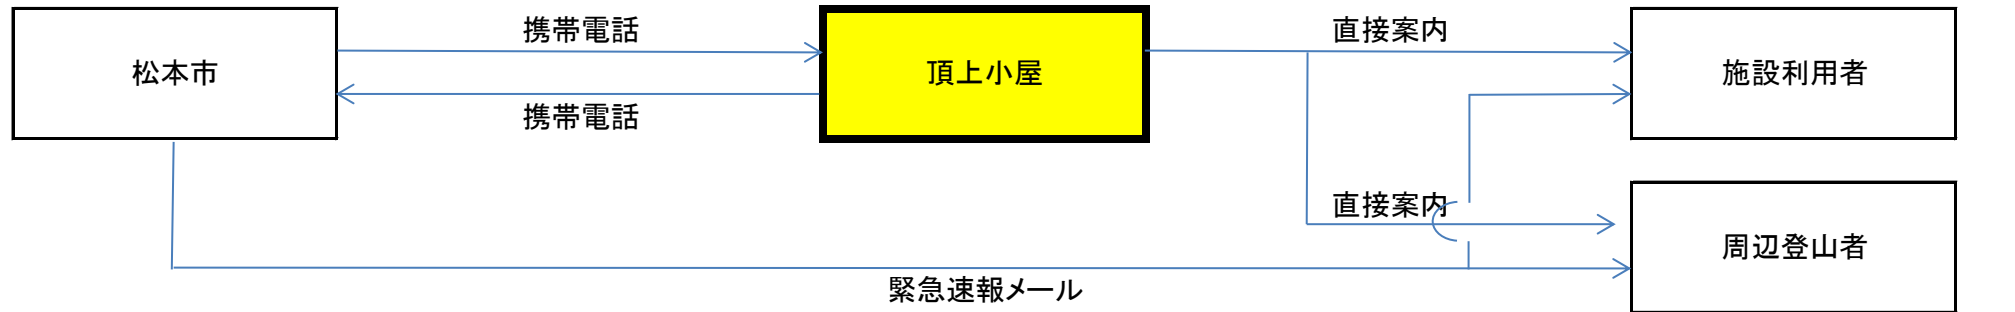 携帯電話
直接案内
松本市
頂上小屋
施設利用者
携帯電話
直接案内
周辺登山者
緊急速報メール